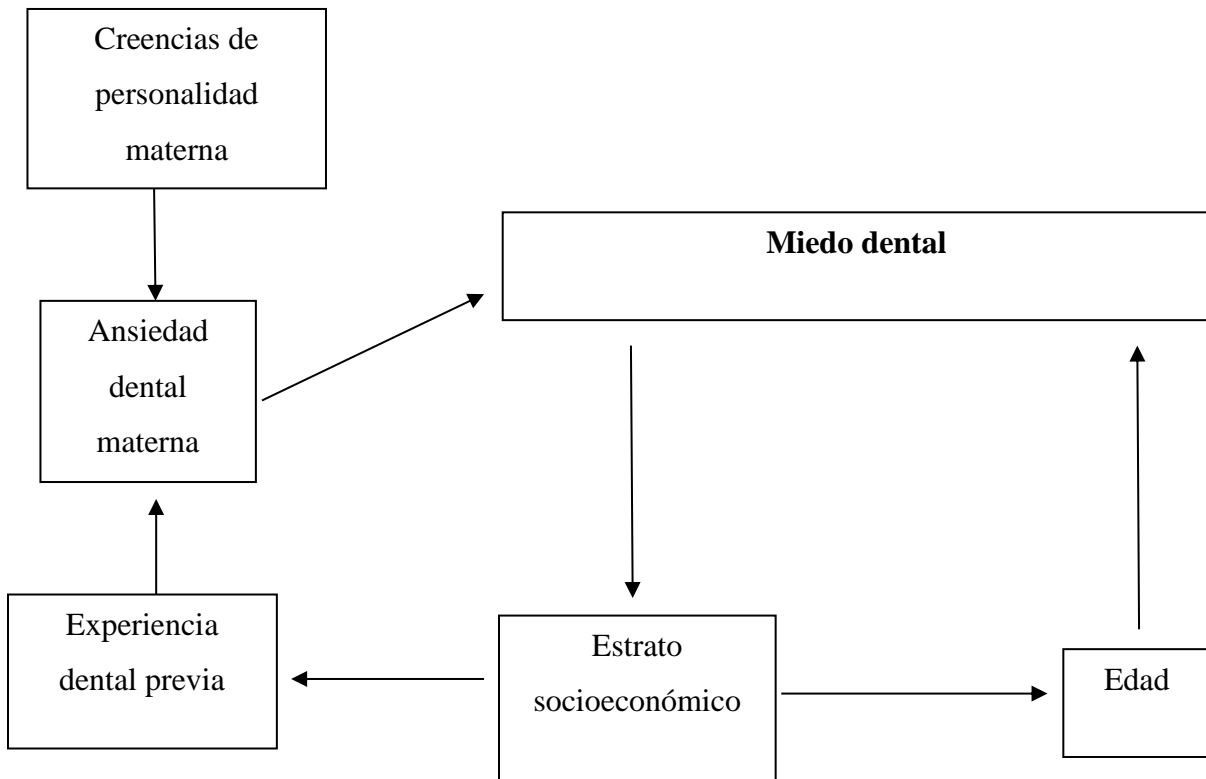 Creencias de
personalidad
materna
Miedo dental
Ansiedad
dental
materna
Experiencia
dental previa
Estrato
socioeconómico
Edad